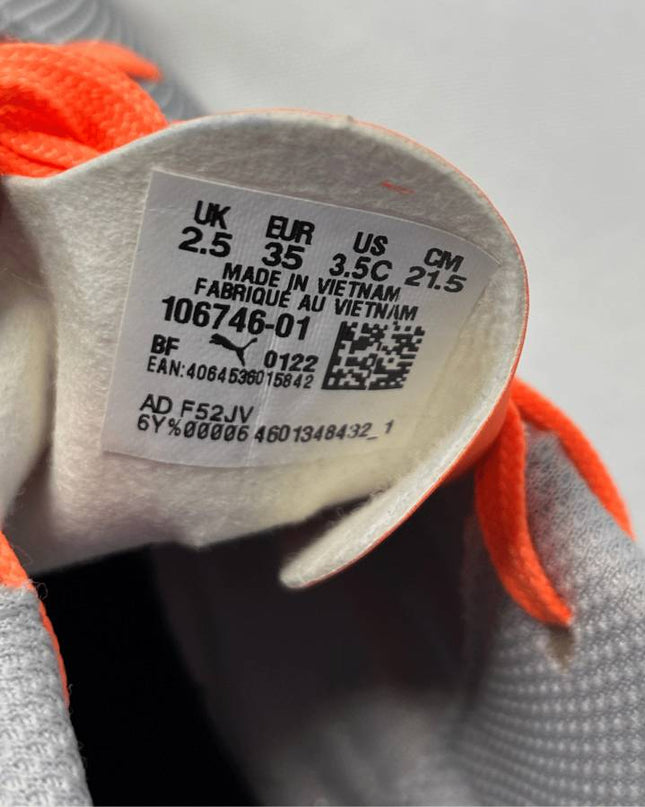 UK EUR US CM
2.5 35 3.5C 21.5
MADE IN VIETNAM
FABRIQUÉ AU VIETNAM
106746-01
BF 0122
EAN:4064536015842
AD F52JV
6Y%00006 4601348432_1